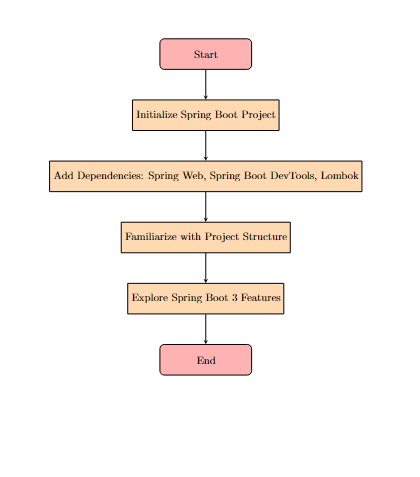 Start
Initialize Spring Boot Project
Add Dependencies: Spring Web, Spring Boot DevTools, Lombok
Familiarize with Project Structure
Explore Spring Boot 3 Features
End